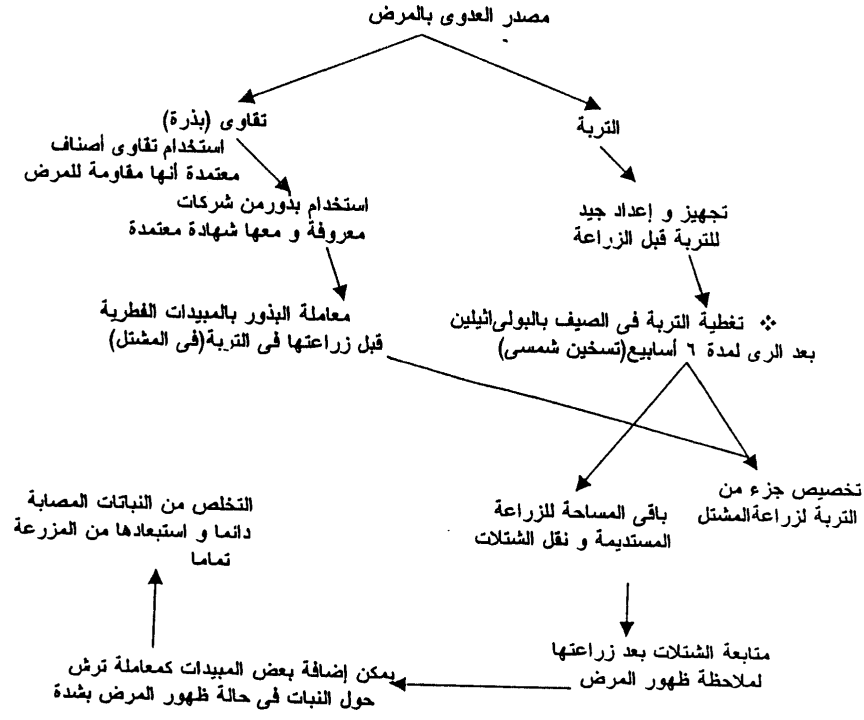 مصدر العدوى بالمرض
تقاوى (بذرة)
استخدام تقاوى أصناف
معتمدة أنها مقاومة للمرض
استخدام بذور من شركات
معروفة و معها شهادة معتمدة
معاملة البذور بالمبيدات الفطرية
قبل زراعتها فى التربة(فى المشتل)
التربة
تجهيز و إعداد جيد
للتربة قبل الزراعة
❖ تغطية التربة فى الصيف بالبولى اثيلين
بعد الرى لمدة ٦ أسابيع(تسخين شمسى)
تخصيص جزء من
التربة لزراعة المشتل
باقى المساحة للزراعة
المستديمة و نقل الشتلات
متابعة الشتلات بعد زراعتها
لملاحظة ظهور المرض
يمكن إضافة بعض المبيدات كمعاملة ترش
حول النبات فى حالة ظهور المرض بشدة
التخلص من النباتات المصابة
دائما و استبعادها من المزرعة
تماما